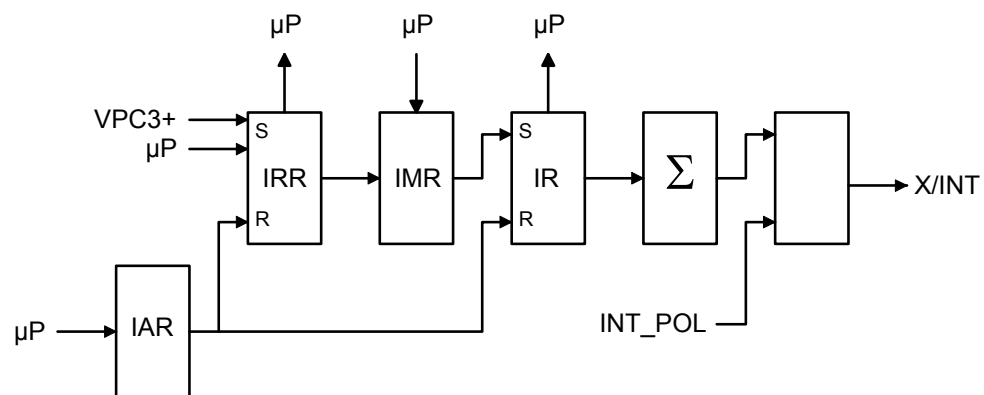 µP µP µP
VPC3+
µP
S
IRR
R
IMR
S
IR
R
Σ
X/INT
INT_POL
µP
IAR